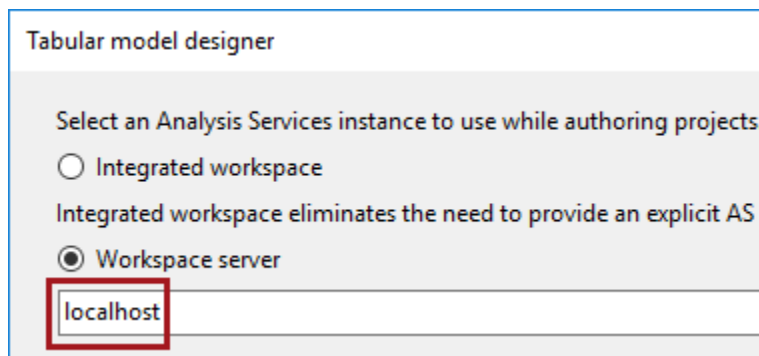 Tabular model designer
Select an Analysis Services instance to use while authoring projects
Integrated workspace
Integrated workspace eliminates the need to provide an explicit AS
Workspace server
localhost